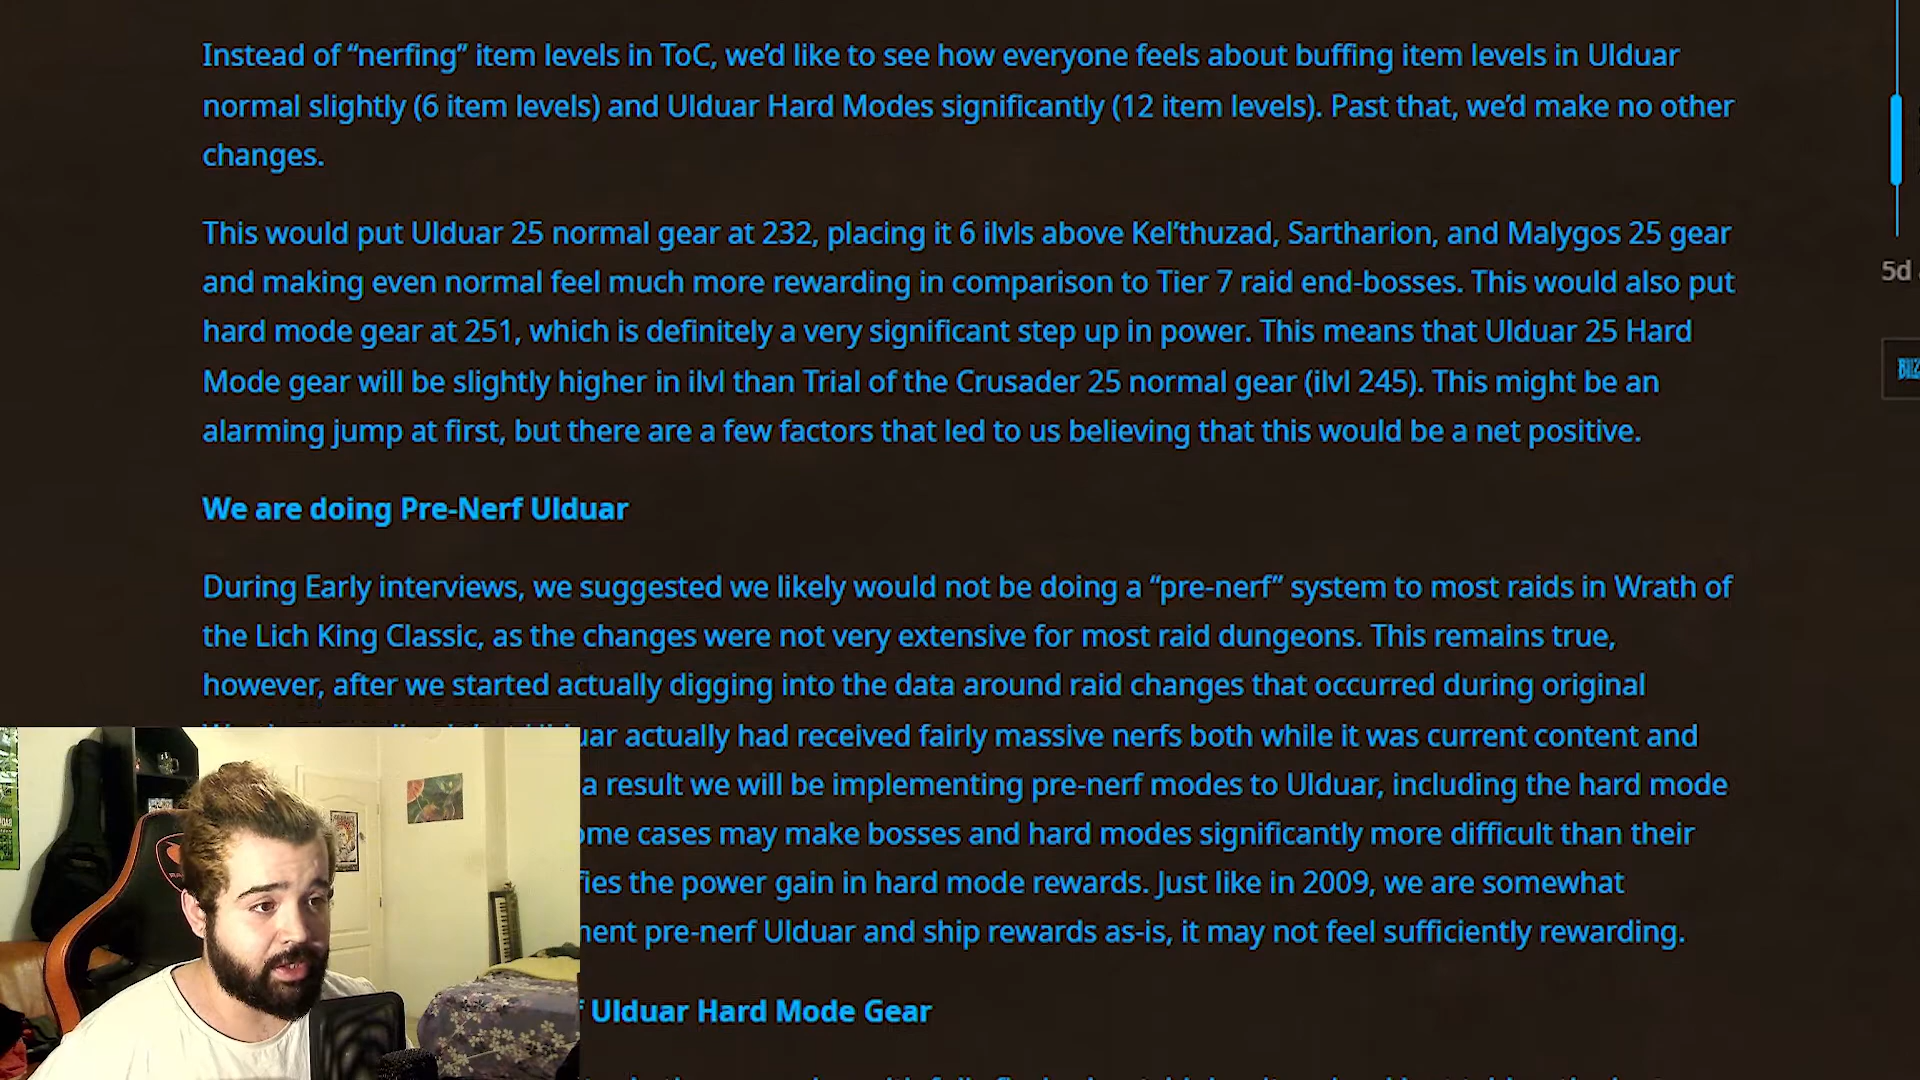 Instead of “nerfing” item levels in ToC, we’d like to see how everyone feels about buffing item levels in Ulduar
normal slightly (6 item levels) and Ulduar Hard Modes significantly (12 item levels). Past that, we’d make no other
changes.
This would put Ulduar 25 normal gear at 232, placing it 6 ilvls above Kel’thuzad, Sartharion, and Malygos 25 gear
and making even normal feel much more rewarding in comparison to Tier 7 raid end-bosses. This would also put
hard mode gear at 251, which is definitely a very significant step up in power. This means that Ulduar 25 Hard
Mode gear will be slightly higher in ilvl than Trial of the Crusader 25 normal gear (ilvl 245). This might be an
alarming jump at first, but there are a few factors that led to us believing that this would be a net positive.
5d
We are doing Pre-Nerf Ulduar
During Early interviews, we suggested we likely would not be doing a “pre-nerf” system to most raids in Wrath of
the Lich King Classic, as the changes were not very extensive for most raid dungeons. This remains true,
however, after we started actually digging into the data around raid changes that occurred during original
actually had received fairly massive nerfs both while it was current content and
a result we will be implementing pre-nerf modes to Ulduar, including the hard mode
cases may make bosses and hard modes significantly more difficult than their
the power gain in hard mode rewards. Just like in 2009, we are somewhat
pre-nerf Ulduar and ship rewards as-is, it may not feel sufficiently rewarding.
Ulduar Hard Mode Gear